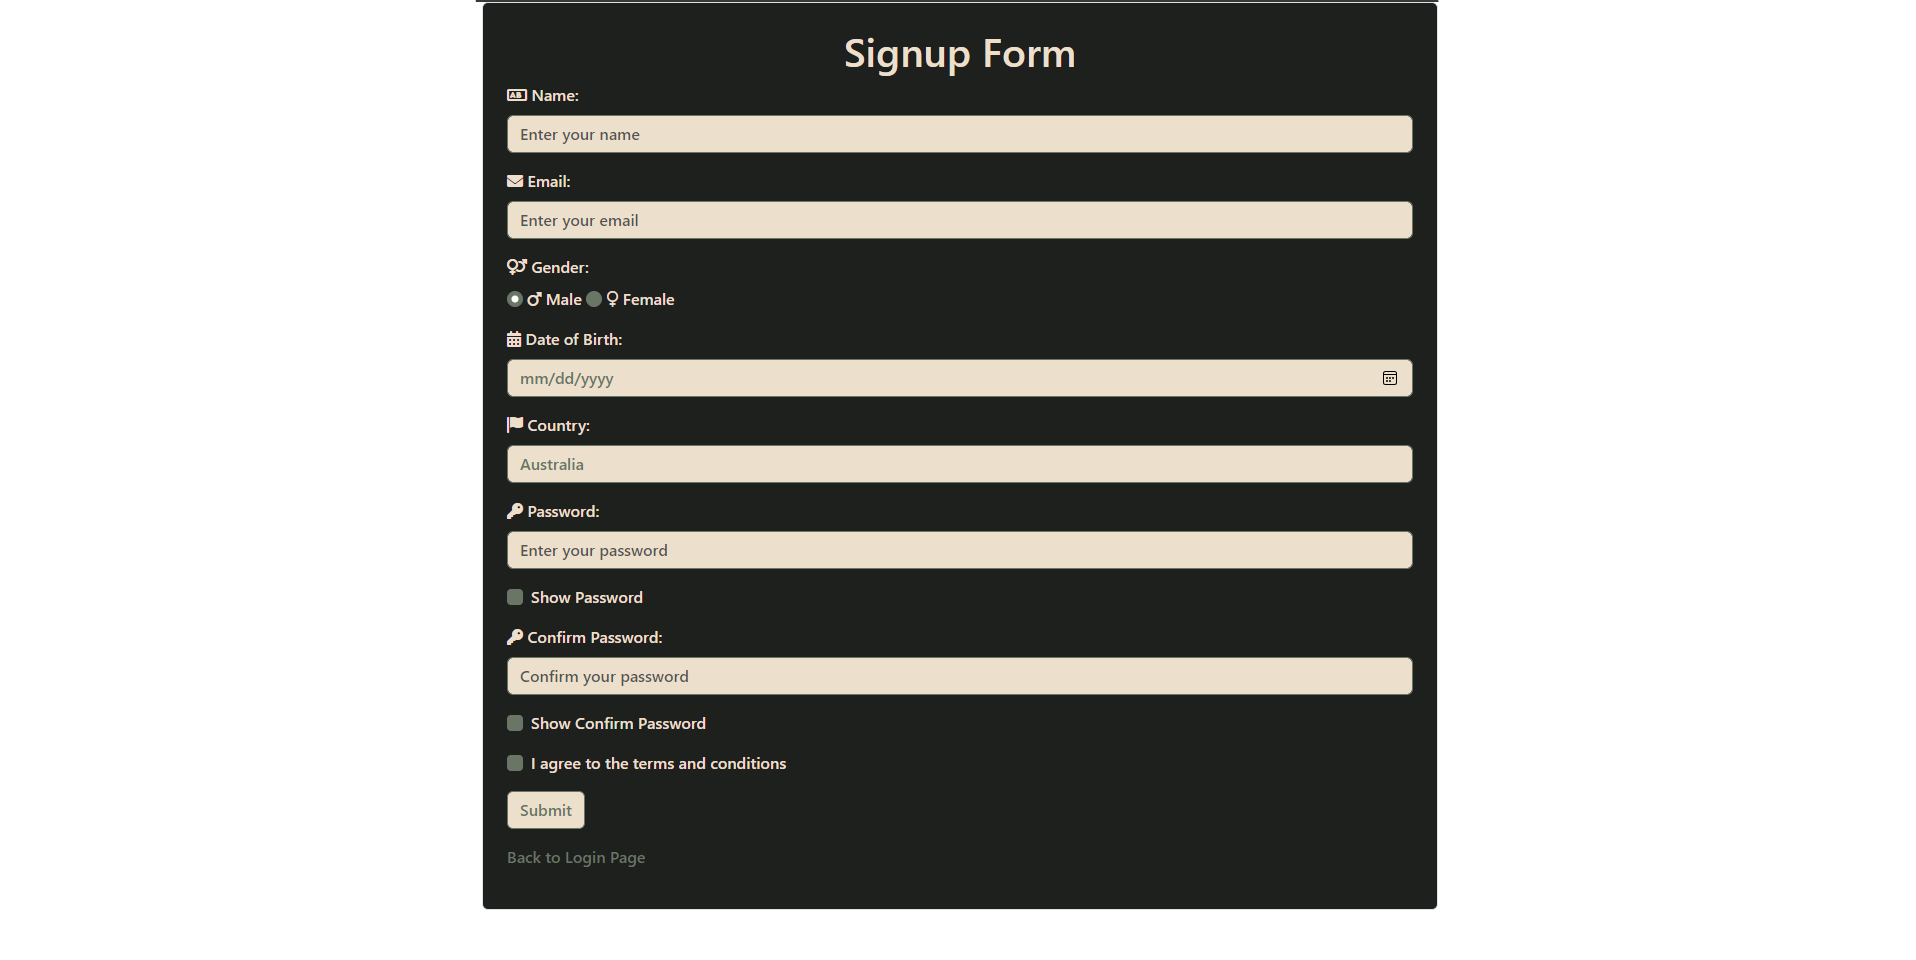 Signup Form
Name:
Enter your name
Email:
Enter your email
Gender:
Male Female
Date of Birth:
mm/dd/yyyy
Country:
Australia
Password:
Enter your password
Show Password
Confirm Password:
Confirm your password
Show Confirm Password
I agree to the terms and conditions
Submit
Back to Login Page